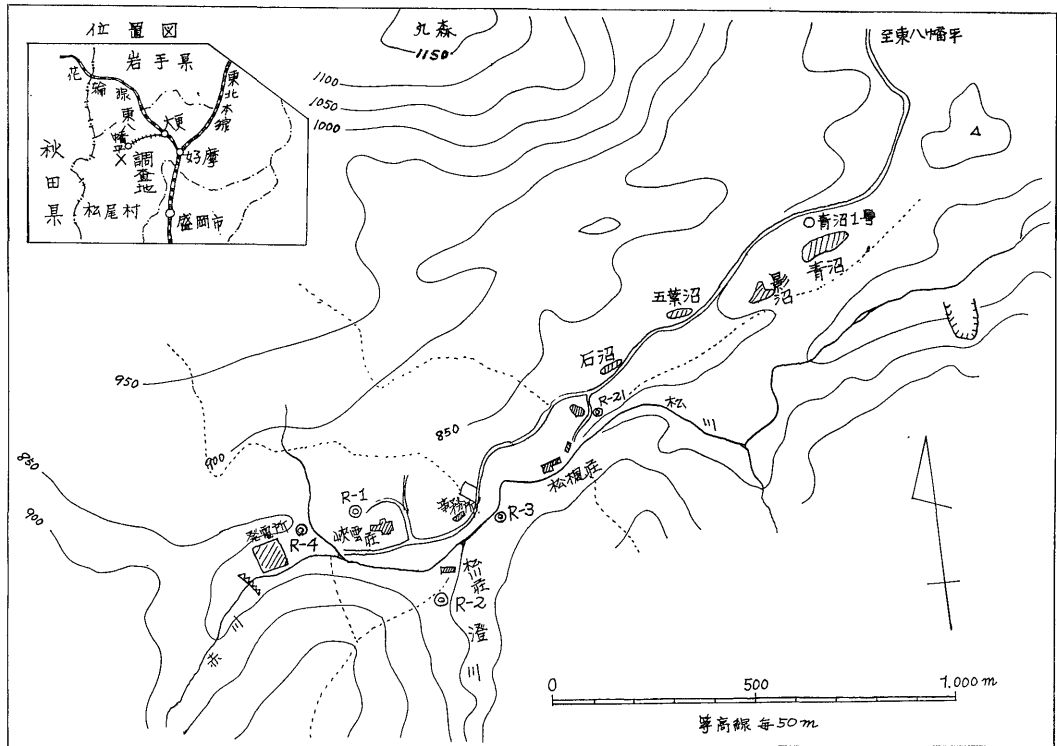 位置図
岩手県
花輪線
東北本線
大更
東八幡平
好摩
調査地
秋田県
松尾村
盛岡市
丸森
1150
1100
1050
1000
至東八幡平
青沼1号
青沼
影沼
五葉沼
石沼
R-21
松川
950
900
850
松楓荘
850
900
R-1
事務所
R-3
峡雲荘
発電所
R-4
松川荘
R-2
赤川
澄川
0 500 1.000m
等高線毎50m